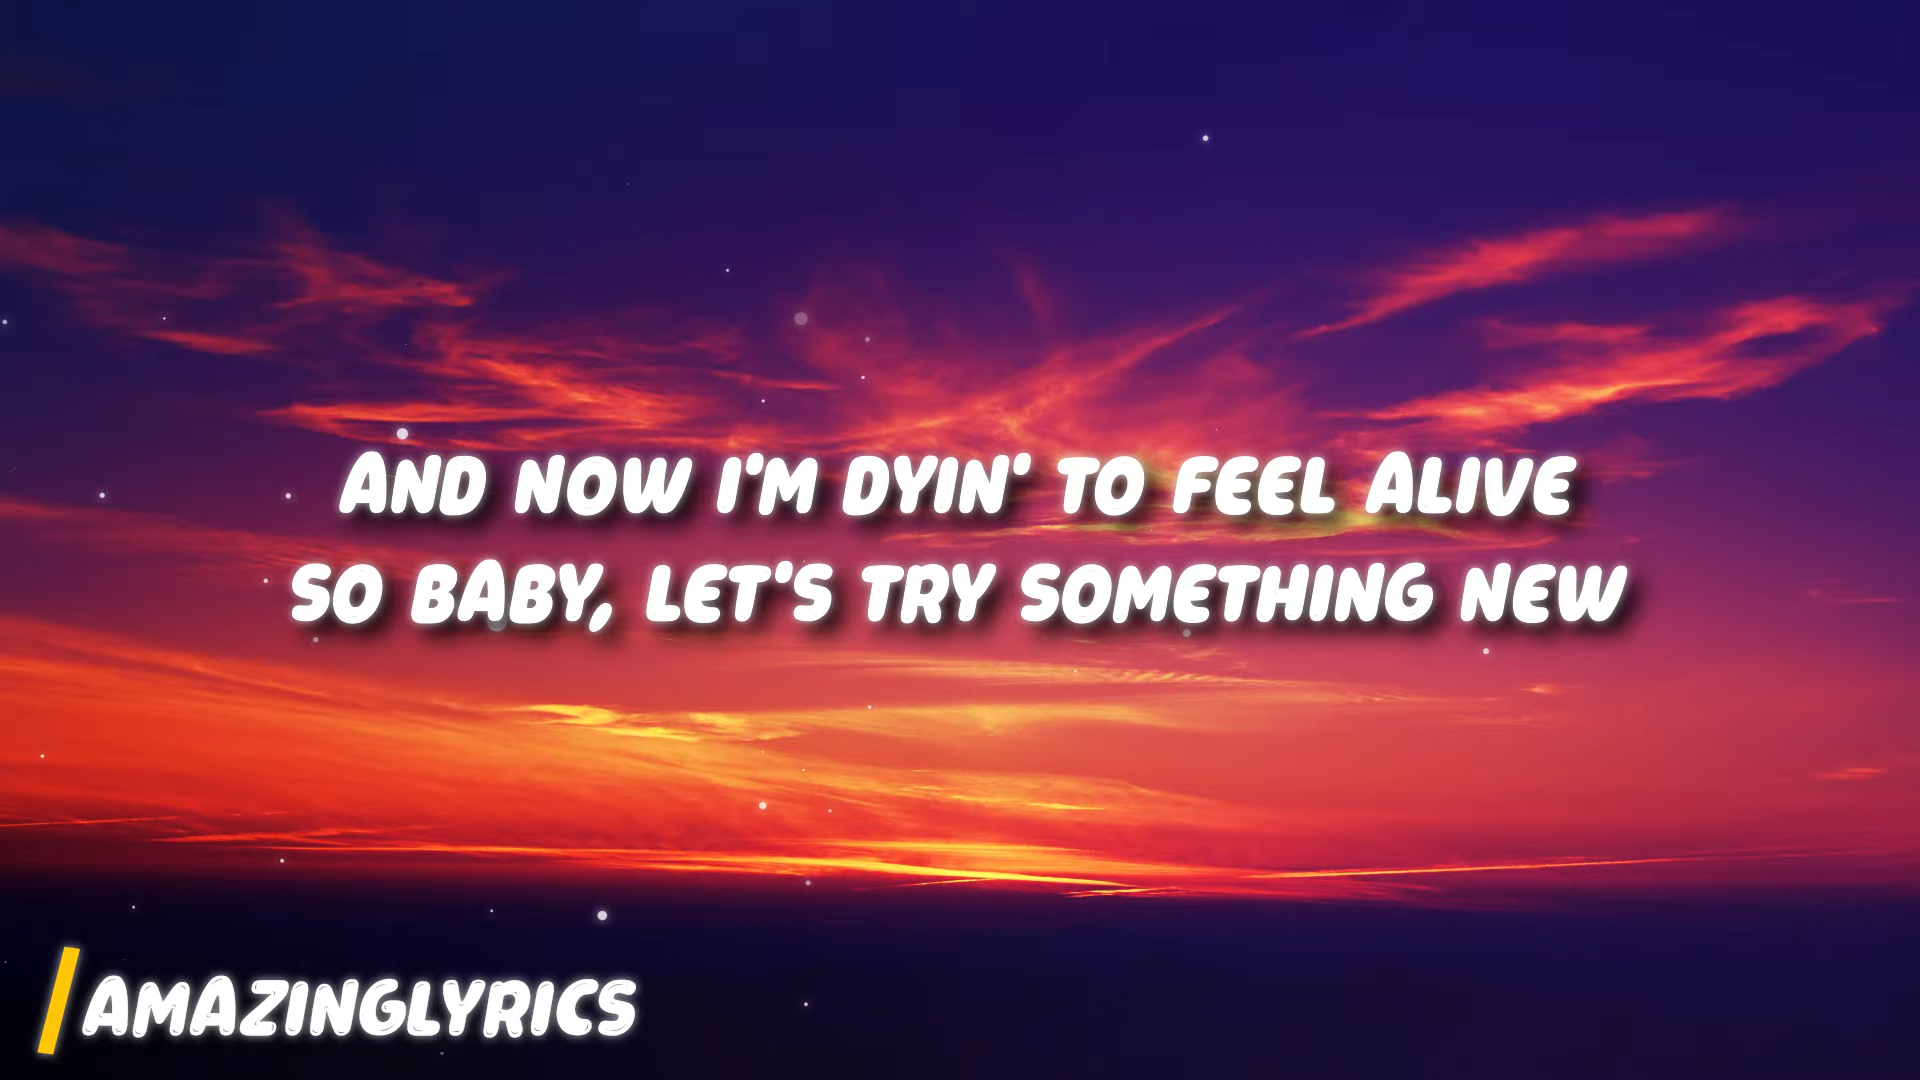 AND NOW I'M DYIN' TO FEEL ALIVE
SO BABY, LET'S TRY SOMETHING NEW
AMAZINGLYRICS